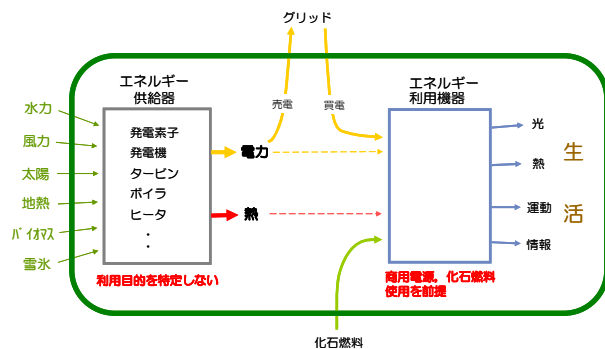 グリッド
エネルギー
供給器
エネルギー
利用機器
売電
買電
水力
風力
太陽
地熱
バイオマス
雪氷
発電素子
発電機
タービン
ボイラ
ヒータ
・
・
電力
熱
光
熱
運動
情報
生
活
利用目的を特定しない
商用電源，化石燃料
使用を前提
化石燃料